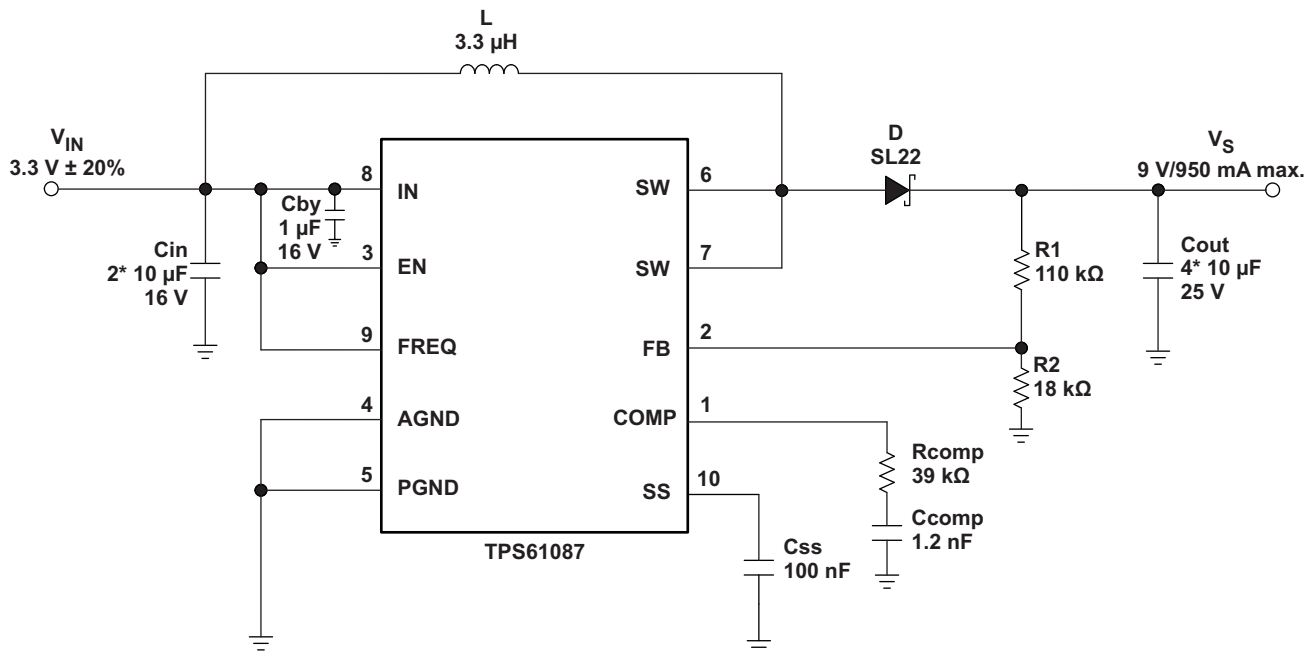 L
3.3 µH
VIN
3.3 V ± 20%
D
SL22
VS
9 V/950 mA max.
8
IN
SW
6
Cby
1 µF
16 V
Cin
2* 10 µF
16 V
3
EN
SW
7
R1
110 kΩ
Cout
4* 10 µF
25 V
9
FREQ
FB
2
R2
18 kΩ
4
AGND
COMP
1
Rcomp
39 kΩ
5
PGND
SS
10
Ccomp
1.2 nF
TPS61087
Css
100 nF